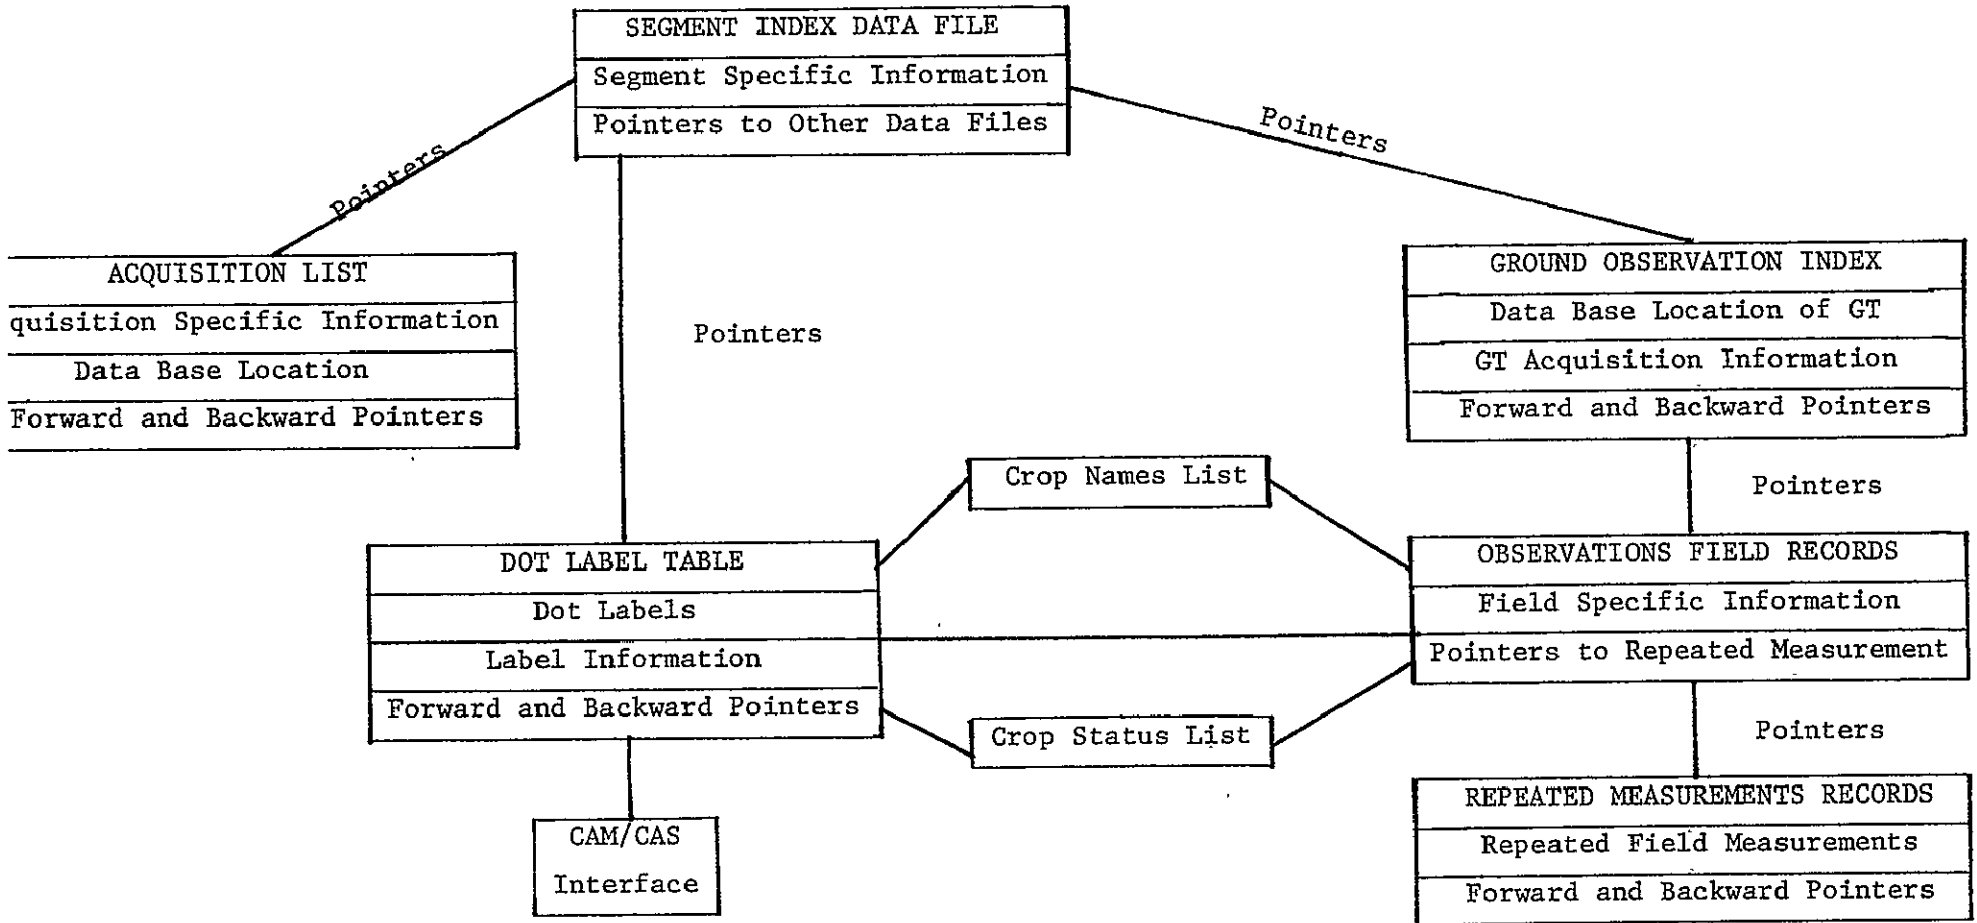 SEGMENT INDEX DATA FILE
Segment Specific Information
Pointers to Other Data Files
Pointers
Pointers
Pointers
ACQUISITION LIST
quisition Specific Information
Data Base Location
Forward and Backward Pointers
GROUND OBSERVATION INDEX
Data Base Location of GT
GT Acquisition Information
Forward and Backward Pointers
Pointers
Crop Names List
DOT LABEL TABLE
Dot Labels
Label Information
Forward and Backward Pointers
OBSERVATIONS FIELD RECORDS
Field Specific Information
Pointers to Repeated Measurement
Crop Status List
Pointers
CAM/CAS
Interface
REPEATED MEASUREMENTS RECORDS
Repeated Field Measurements
Forward and Backward Pointers